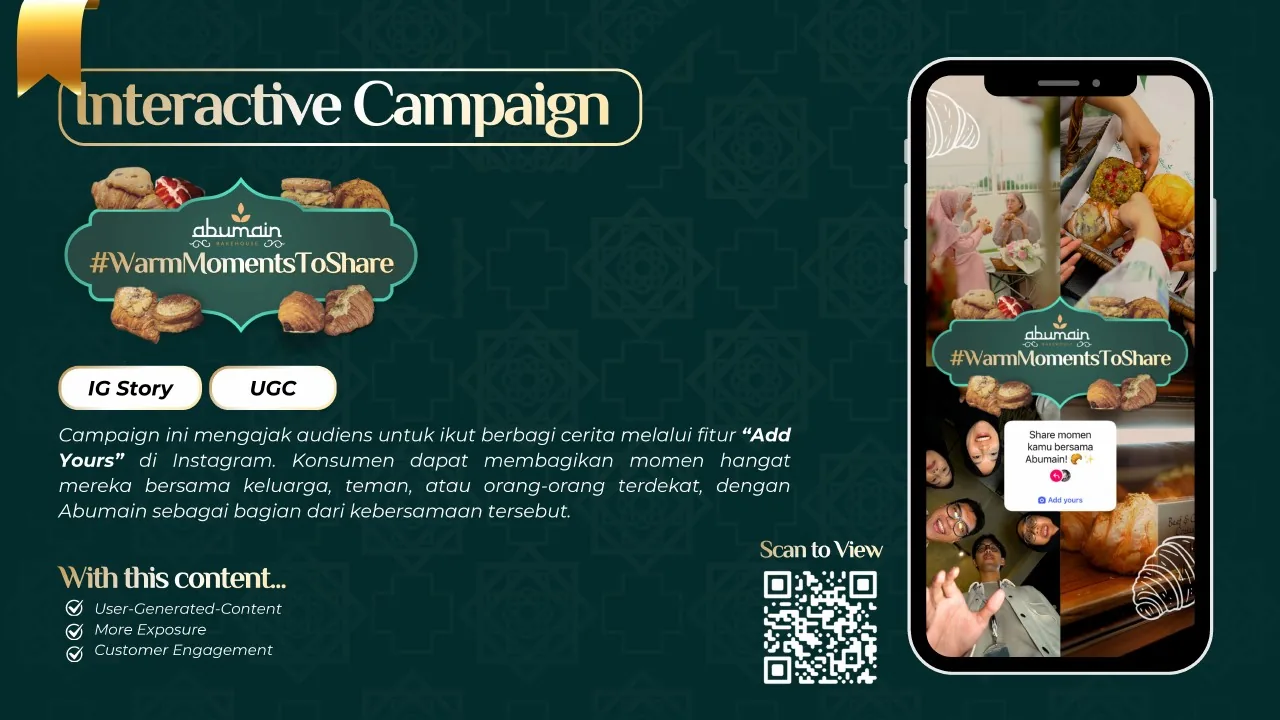 Interactive Campaign
abumain
BAKEHOUSE
#WarmMomentsToShare
IG Story
UGC
Campaign ini mengajak audiens untuk ikut berbagi cerita melalui fitur “Add
Yours” di Instagram. Konsumen dapat membagikan momen hangat
mereka bersama keluarga, teman, atau orang-orang terdekat, dengan
Abumain sebagai bagian dari kebersamaan tersebut.
With this content...
User-Generated-Content
More Exposure
Customer Engagement
Scan to View
abumain
BAKEHOUSE
#WarmMomentsToShare
Share momen
kamu bersama
Abumain! 🥐✨
Add yours